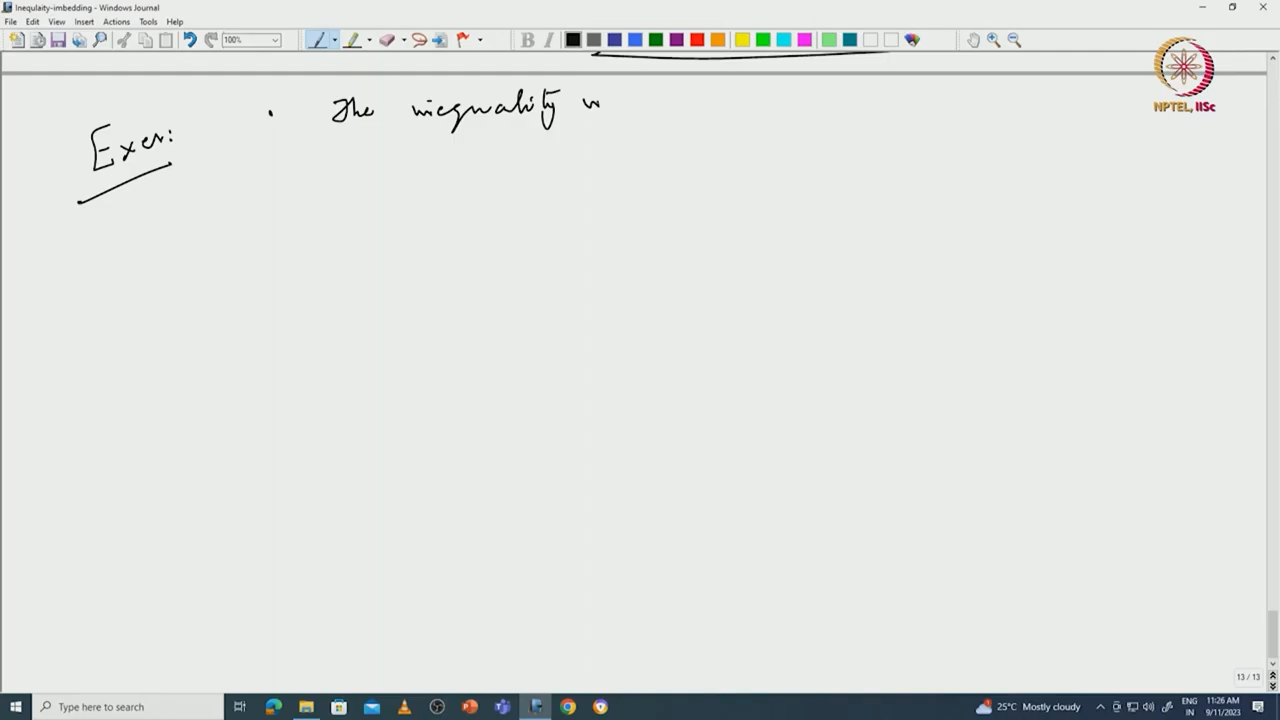 Inequlaity-imbedding - Windows Journal
File Edit View Insert Actions Tools Help
100%
B I
NPTEL, IISc
. The inequality w
Exer:
13 / 13
Type here to search
25°C Mostly cloudy
ENG
IN
11:26 AM
9/11/2023